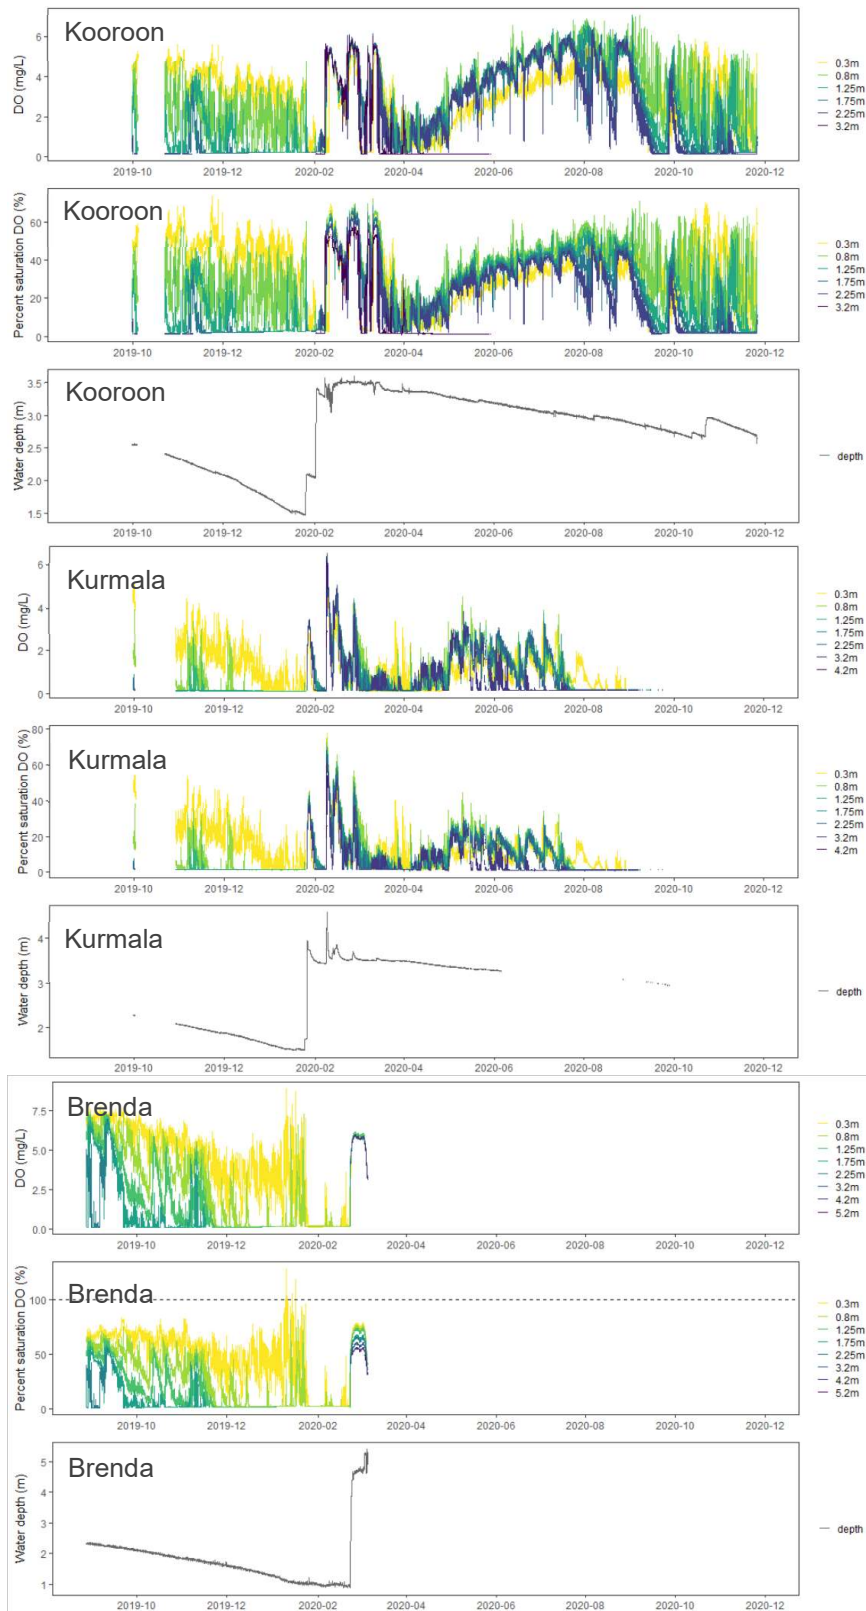 Kooroon
DO (mg/L)
6
4
2
0
2019-10 2019-12 2020-02 2020-04 2020-06 2020-08 2020-10 2020-12
0.3m
0.8m
1.25m
1.75m
2.25m
3.2m
Kooroon
Percent saturation DO (%)
60
40
20
0
2019-10 2019-12 2020-02 2020-04 2020-06 2020-08 2020-10 2020-12
0.3m
0.8m
1.25m
1.75m
2.25m
3.2m
Kooroon
Water depth (m)
3.5
3.0
2.5
2.0
1.5
2019-10 2019-12 2020-02 2020-04 2020-06 2020-08 2020-10 2020-12
depth
Kurmala
DO (mg/L)
6
4
2
0
2019-10 2019-12 2020-02 2020-04 2020-06 2020-08 2020-10 2020-12
0.3m
0.8m
1.25m
1.75m
2.25m
3.2m
4.2m
Kurmala
Percent saturation DO (%)
80
60
40
20
0
2019-10 2019-12 2020-02 2020-04 2020-06 2020-08 2020-10 2020-12
0.3m
0.8m
1.25m
1.75m
2.25m
3.2m
4.2m
Kurmala
Water depth (m)
4
3
2
2019-10 2019-12 2020-02 2020-04 2020-06 2020-08 2020-10 2020-12
depth
Brenda
DO (mg/L)
7.5
5.0
2.5
0.0
2019-10 2019-12 2020-02 2020-04 2020-06 2020-08 2020-10 2020-12
0.3m
0.8m
1.25m
1.75m
2.25m
3.2m
4.2m
5.2m
Brenda
Percent saturation DO (%)
100
50
0
2019-10 2019-12 2020-02 2020-04 2020-06 2020-08 2020-10 2020-12
0.3m
0.8m
1.25m
1.75m
2.25m
3.2m
4.2m
5.2m
Brenda
Water depth (m)
5
4
3
2
1
2019-10 2019-12 2020-02 2020-04 2020-06 2020-08 2020-10 2020-12
depth